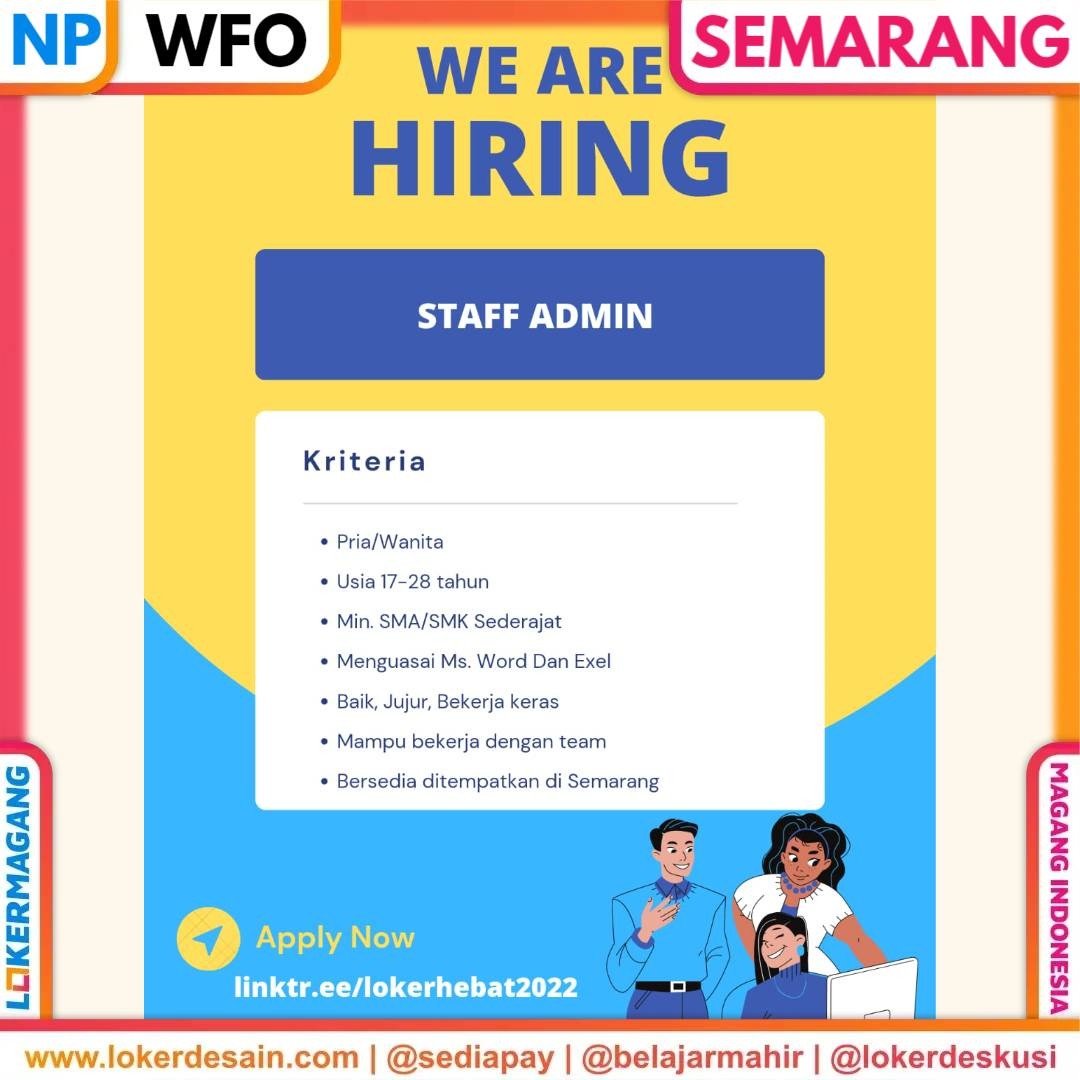 NP
WFO
SEMARANG
WE ARE
HIRING
STAFF ADMIN
Kriteria
• Pria/Wanita
• Usia 17-28 tahun
• Min. SMA/SMK Sederajat
• Menguasai Ms. Word Dan Exel
• Baik, Jujur, Bekerja keras
• Mampu bekerja dengan team
• Bersedia ditempatkan di Semarang
LOKERMAGANG
MAGANG INDONESIA
Apply Now
linktr.ee/lokerhebat2022
www.lokerdesain.com | @sediapay | @belajarmahir | @lokerdeskusi